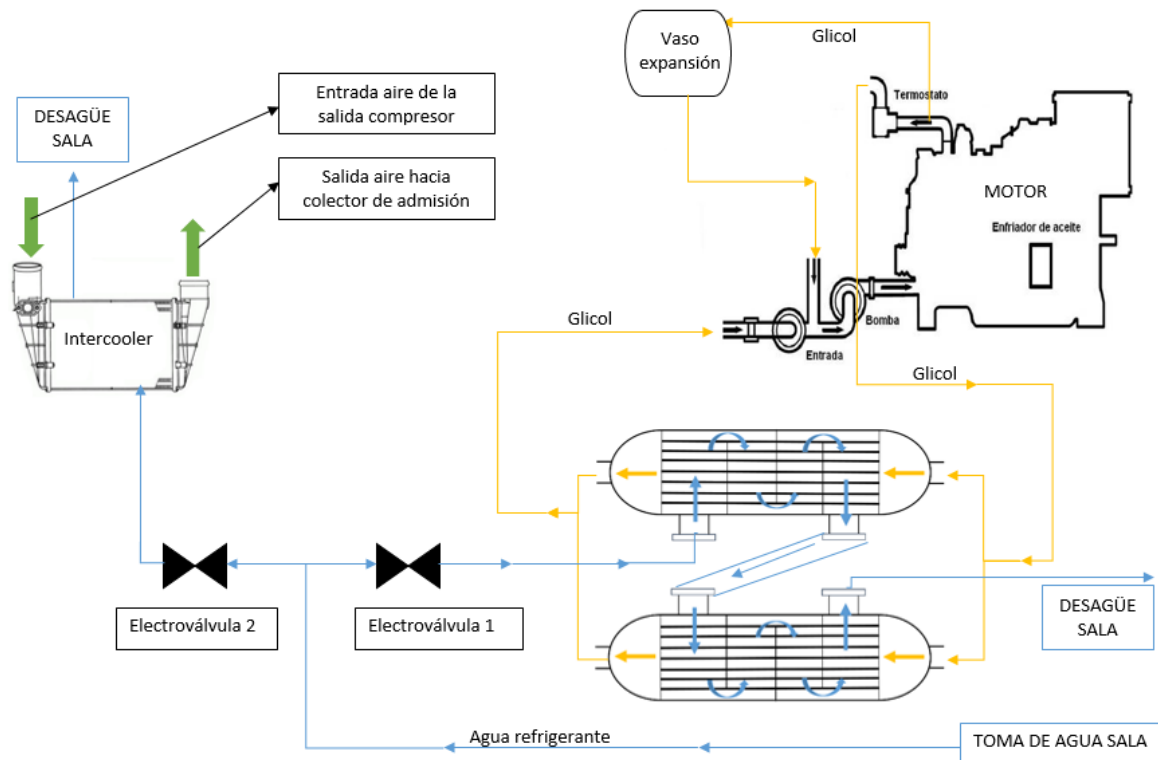 Vaso
expansión
Glicol
Termostato
MOTOR
Enfriador de aceite
Entrada aire de la
salida compresor
DESAGÜE
SALA
Salida aire hacia
colector de admisión
Intercooler
Glicol
Bomba
Entrada
Glicol
Electroválvula 2
Electroválvula 1
DESAGÜE
SALA
Agua refrigerante
TOMA DE AGUA SALA